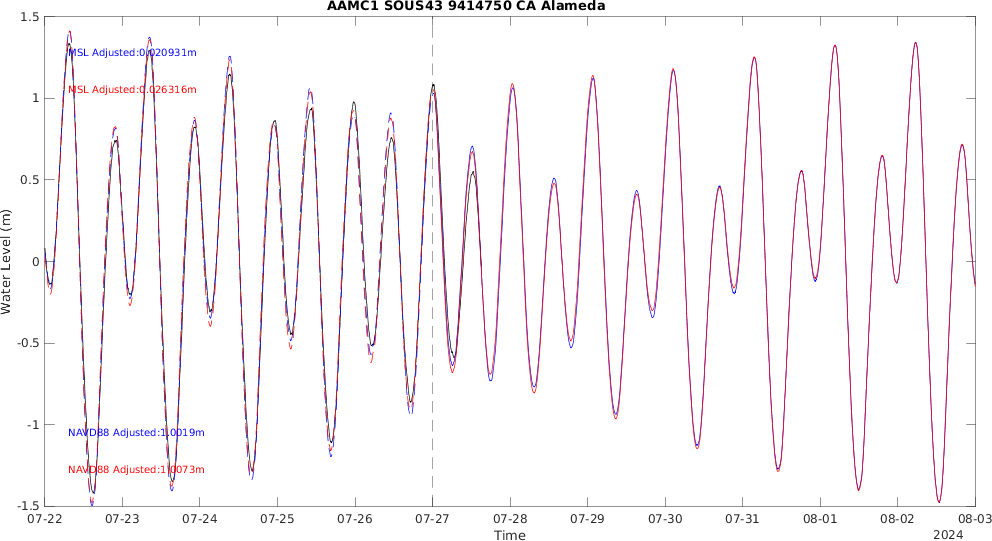 AAMC1 SOUS43 9414750 CA Alameda
1.5
MSL Adjusted:0.020931m
1
MSL Adjusted:0.026316m
0.5
0
Water Level (m)
-0.5
-1
NAVD88 Adjusted:1.0019m
NAVD88 Adjusted:1.0073m
-1.5
07-22 07-23 07-24 07-25 07-26 07-27 07-28 07-29 07-30 07-31 08-01 08-02 08-03
Time
2024